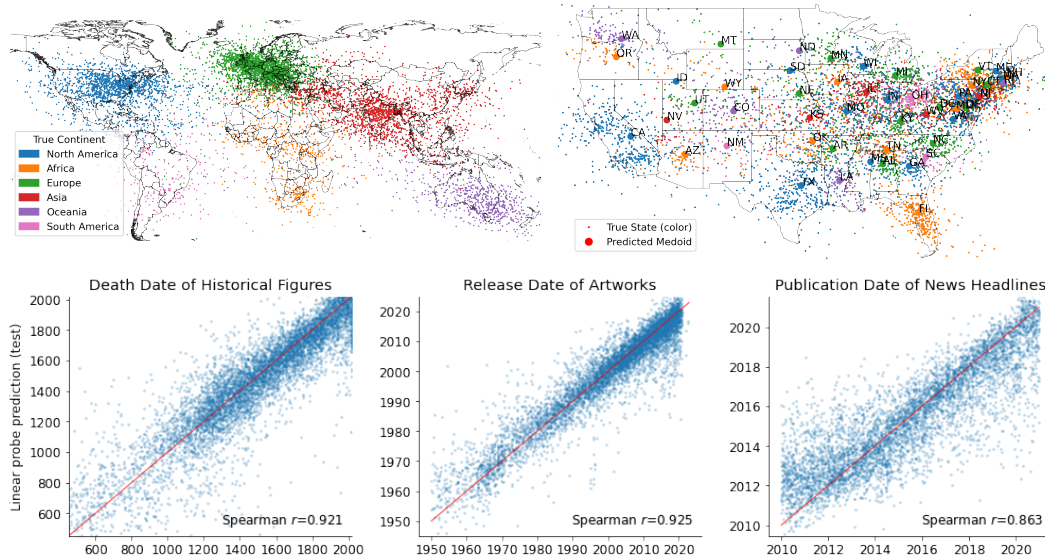 True Continent
North America
Africa
Europe
Asia
Oceania
South America
WA
OR
MT
ND
MN
ID
SD
WI
WY
IA
MI
UT
CO
NE
NV
KS
MO
IL
OH
PA
VT
ME
CA
AZ
NM
OK
AR
TN
NC
SC
KY
VA
TX
LA
MS
AL
GA
FL
True State (color)
Predicted Medoid
Death Date of Historical Figures
Release Date of Artworks
Publication Date of News Headlines
Linear probe prediction (test)
2000
1800
1600
1400
1200
1000
800
600
600 800 1000 1200 1400 1600 1800 2000
Spearman r=0.921
2020
2010
2000
1990
1980
1970
1960
1950
1950 1960 1970 1980 1990 2000 2010 2020
Spearman r=0.925
2020
2018
2016
2014
2012
2010
2010 2012 2014 2016 2018 2020
Spearman r=0.863